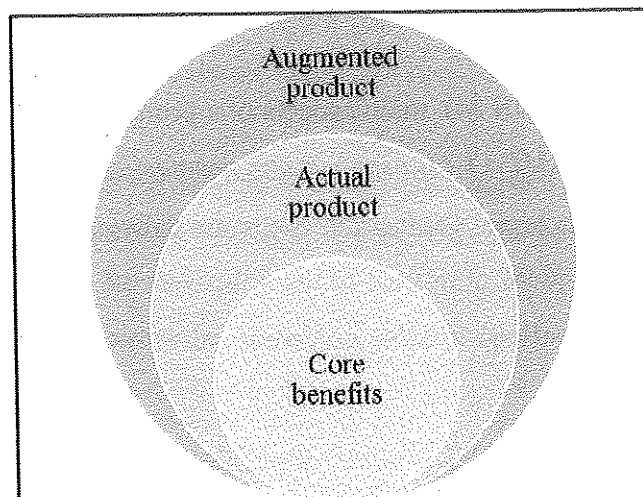 Augmented
product
Actual
product
Core
benefits